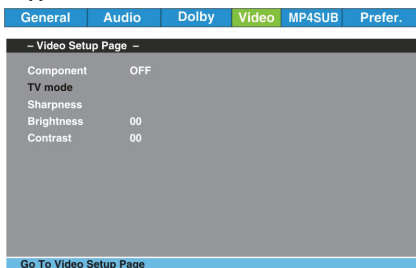 General Audio Dolby Video MP4SUB Prefer.
– Video Setup Page –
Component OFF
TV mode
Sharpness
Brightness 00
Contrast 00
Go To Video Setup Page